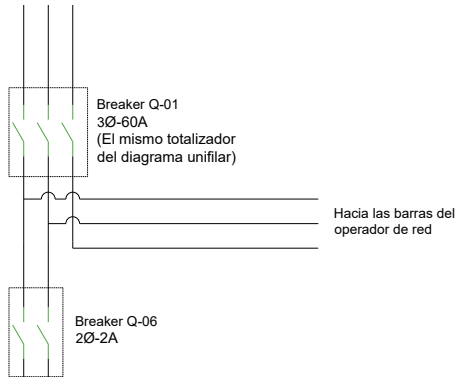 Breaker Q-01
3Ø-60A
(El mismo totalizador
del diagrama unifilar)
Hacia las barras del
operador de red
Breaker Q-06
2Ø-2A